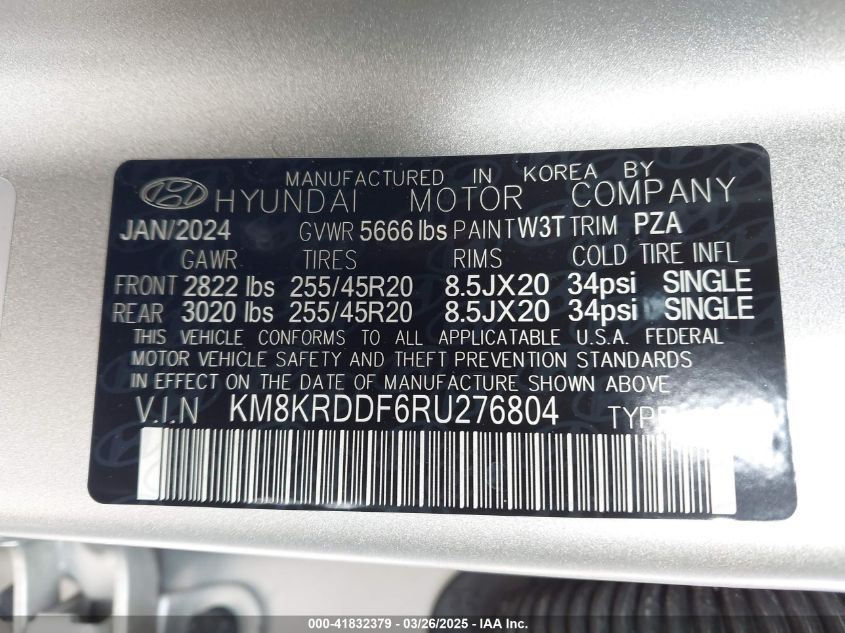 MANUFACTURED IN KOREA BY
HYUNDAI MOTOR COMPANY
JAN/2024 GVWR 5666 lbs PAINT W3T TRIM PZA
GAWR TIRES RIMS COLD TIRE INFL
FRONT 2822 lbs 255/45R20 8.5JX20 34psi SINGLE
REAR 3020 lbs 255/45R20 8.5JX20 34psi SINGLE
THIS VEHICLE CONFORMS TO ALL APPLICATABLE U.S.A. FEDERAL
MOTOR VEHICLE SAFETY AND THEFT PREVENTION STANDARDS
IN EFFECT ON THE DATE OF MANUFACTURE SHOWN ABOVE
V.I.N KM8KRDDF6RU276804 TYPE
000-41832379 | 03/26/2025 - IAA Inc.